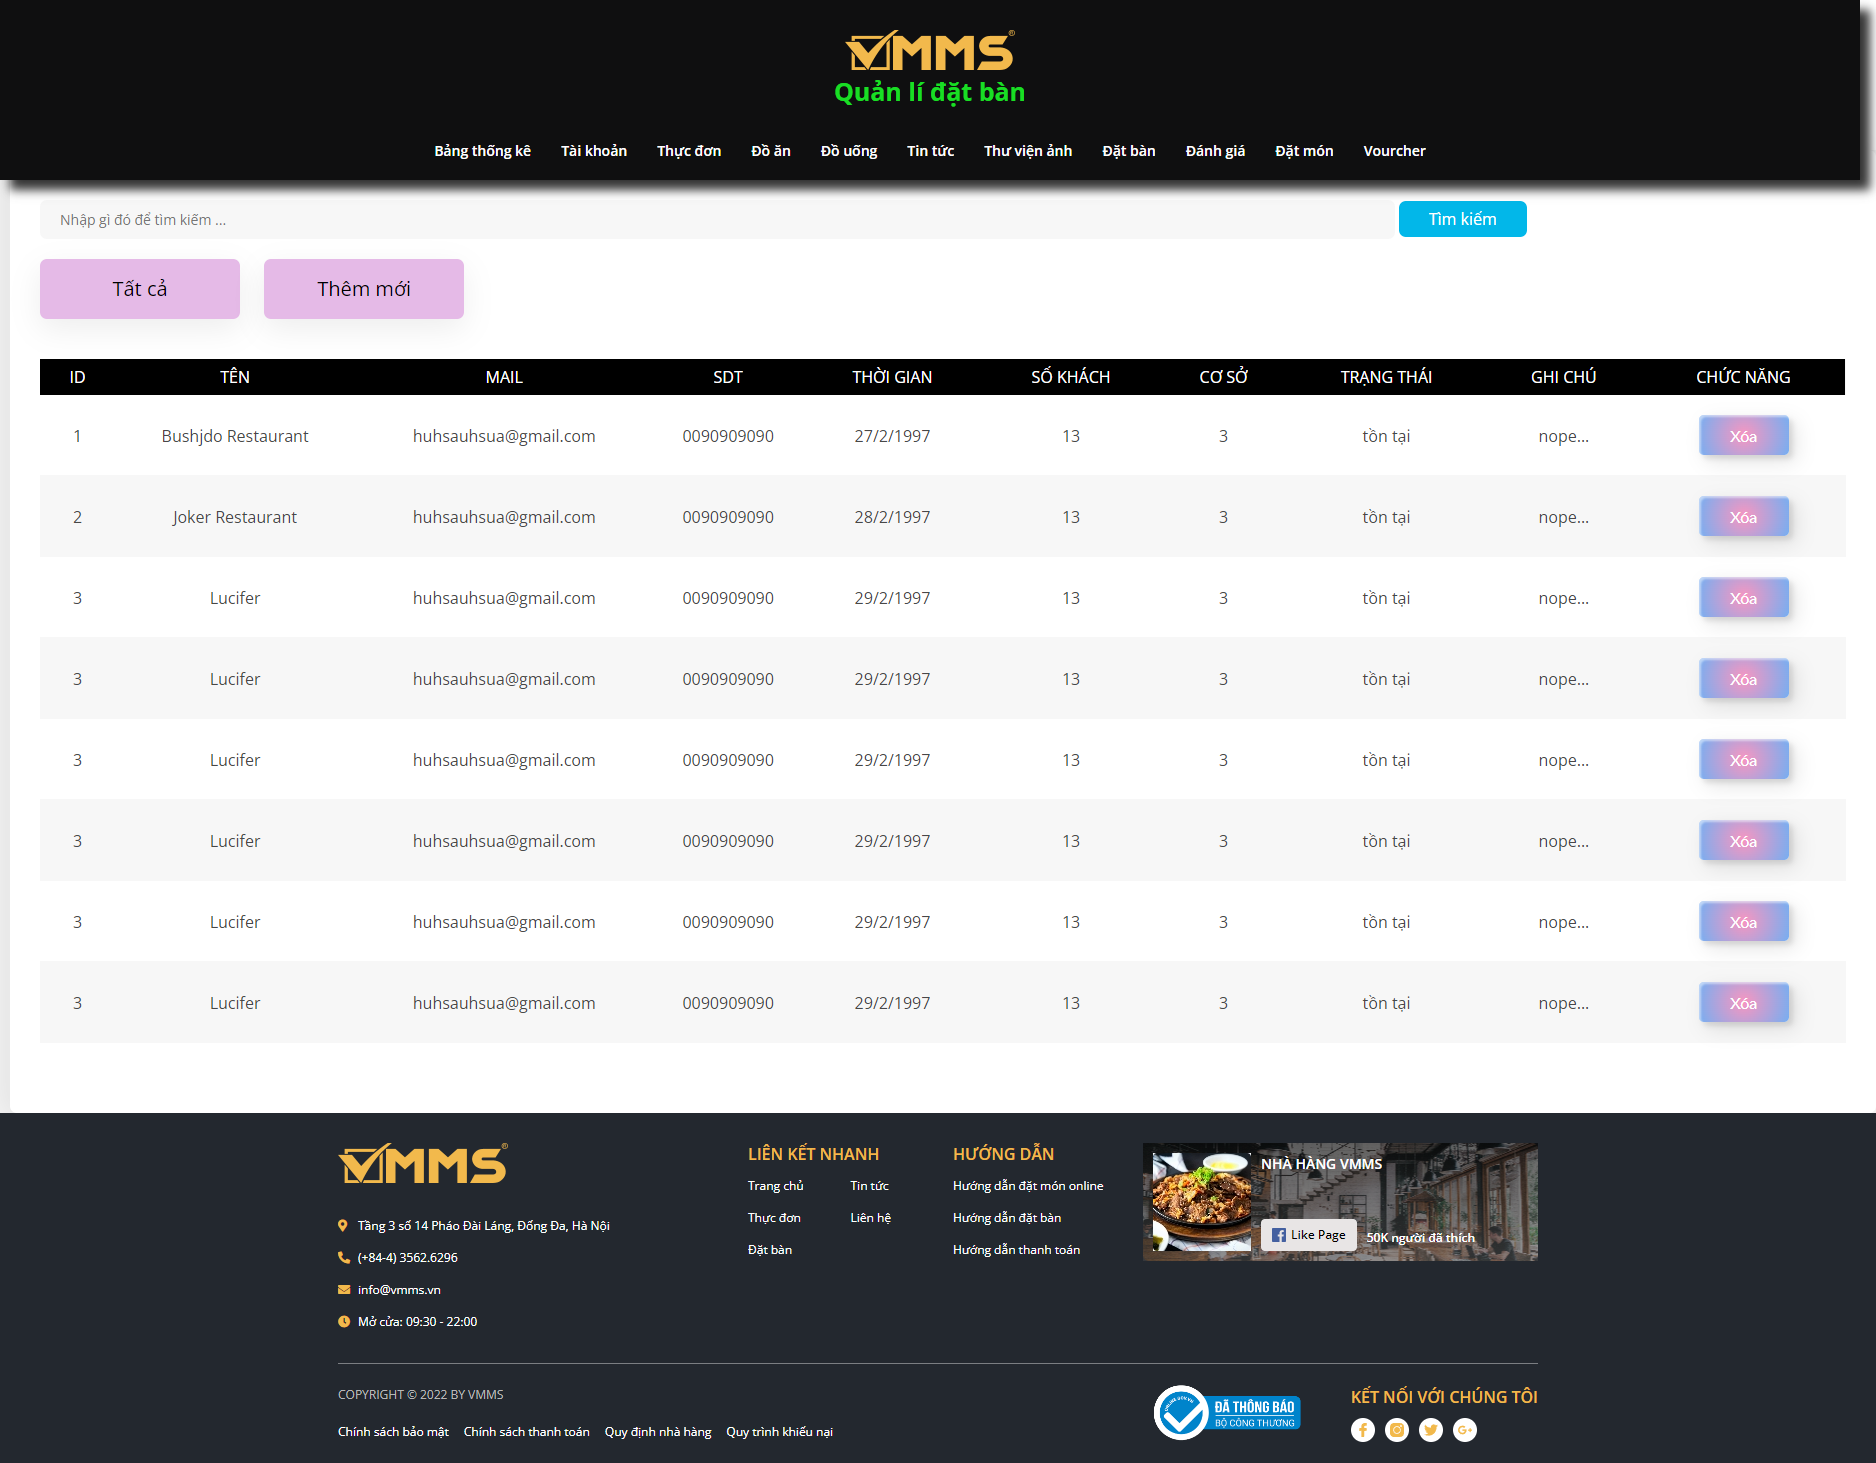 VMMS®
Quản lí đặt bàn
Bảng thống kê Tài khoản Thực đơn Đồ ăn Đồ uống Tin tức Thư viện ảnh Đặt bàn Đánh giá Đặt món Vourcher
Nhập gì đó để tìm kiếm ... Tìm kiếm
Tất cả Thêm mới
ID TÊN MAIL SDT THỜI GIAN SỐ KHÁCH CƠ SỞ TRẠNG THÁI GHI CHÚ CHỨC NĂNG
1 Bushjdo Restaurant huhsauhsua@gmail.com 0090909090 27/2/1997 13 3 tồn tại nope... Xóa
2 Joker Restaurant huhsauhsua@gmail.com 0090909090 28/2/1997 13 3 tồn tại nope... Xóa
3 Lucifer huhsauhsua@gmail.com 0090909090 29/2/1997 13 3 tồn tại nope... Xóa
3 Lucifer huhsauhsua@gmail.com 0090909090 29/2/1997 13 3 tồn tại nope... Xóa
3 Lucifer huhsauhsua@gmail.com 0090909090 29/2/1997 13 3 tồn tại nope... Xóa
3 Lucifer huhsauhsua@gmail.com 0090909090 29/2/1997 13 3 tồn tại nope... Xóa
3 Lucifer huhsauhsua@gmail.com 0090909090 29/2/1997 13 3 tồn tại nope... Xóa
3 Lucifer huhsauhsua@gmail.com 0090909090 29/2/1997 13 3 tồn tại nope... Xóa
VMMS®
Tầng 3 số 14 Pháo Đài Láng, Đống Đa, Hà Nội
(+84-4) 3562.6296
info@vmms.vn
Mở cửa: 09:30 - 22:00
LIÊN KẾT NHANH
Trang chủ Tin tức
Thực đơn Liên hệ
Đặt bàn
HƯỚNG DẪN
Hướng dẫn đặt món online
Hướng dẫn đặt bàn
Hướng dẫn thanh toán
NHÀ HÀNG VMMS
Like Page 50K người đã thích
COPYRIGHT © 2022 BY VMMS
Chính sách bảo mật Chính sách thanh toán Quy định nhà hàng Quy trình khiếu nại
ĐÃ THÔNG BÁO
BỘ CÔNG THƯƠNG
KẾT NỐI VỚI CHÚNG TÔI